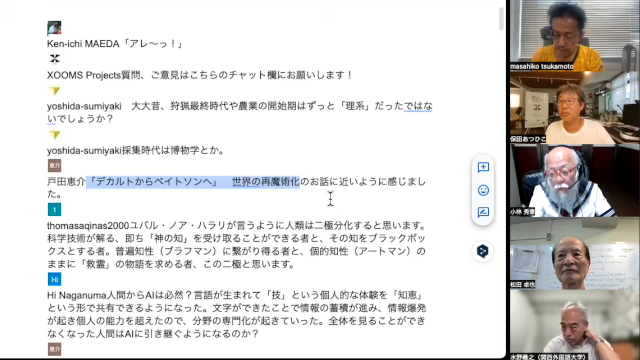 Ken-ichi MAEDA「アレ〜っ！」
XOOMS Projects質問、ご意見はこちらのチャット欄にお願いします！
yoshida-sumiyaki　大大昔、狩猟最終時代や農業の開始期はずっと「理系」だったではな
いでしょうか？
yoshida-sumiyaki採集時代は博物学とか。
恵介
戸田恵介「デカルトからベイトソンへ」　世界の再魔術化のお話に近いように感じまし
た。
t
thomasaqinas2000ユバル・ノア・ハラリが言うように人類は二極分化すると思います。
科学技術が解る、即ち「神の知」を受け取ることができる者と、その知をブラックボッ
クスとする者。普遍知性（ブラフマン）に繋がり得る者と、個的知性（アートマン）の
ままに「救霊」の物語を求める者、この二極と思います。
Hi
Hi Naganuma人間からAIは必然？言語が生まれて「技」という個人的な体験を「知恵」
という形で共有できるようになった。文字ができたことで情報の蓄積が進み、情報爆発
が起き個人の能力を超えたので、分野の専門化が起きていった。全体を見ることができ
なくなった人間はAIに引き継ぐようになるのか？
恵介
masahiko tsukamoto
保田あつひこ
小林 秀章
松田 卓也
水野義之（関西外国語大学）